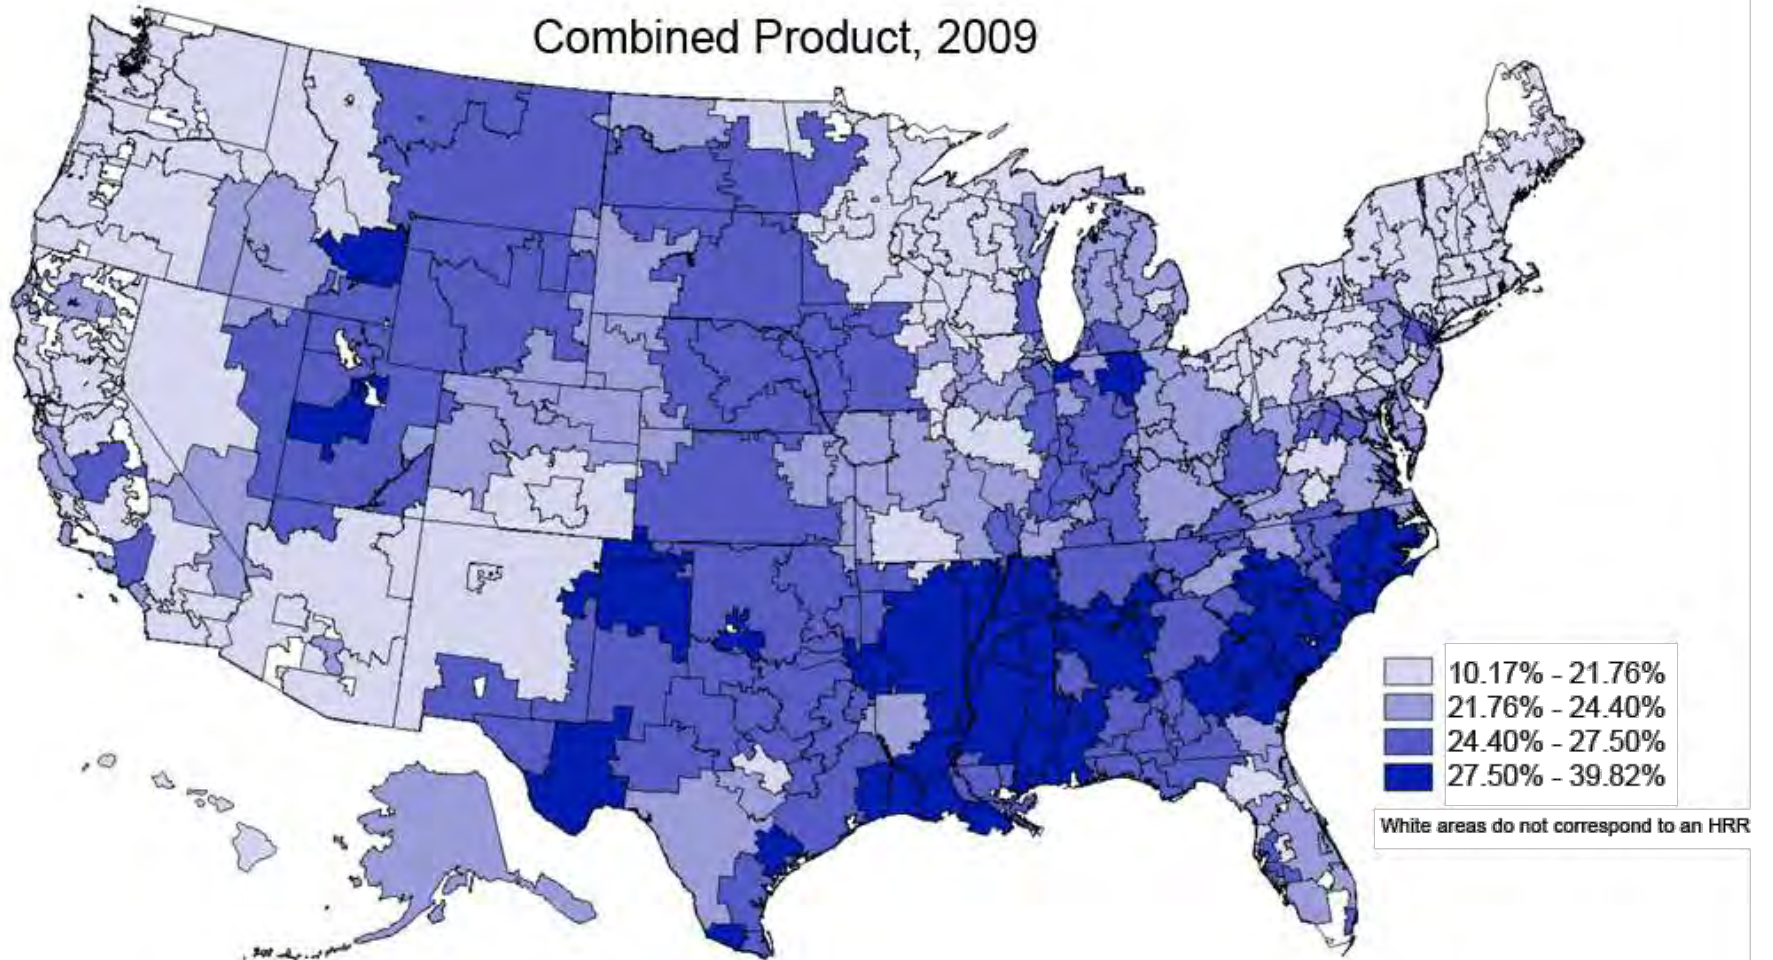 Combined Product, 2009
10.17% - 21.76%
21.76% - 24.40%
24.40% - 27.50%
27.50% - 39.82%
White areas do not correspond to an HRR